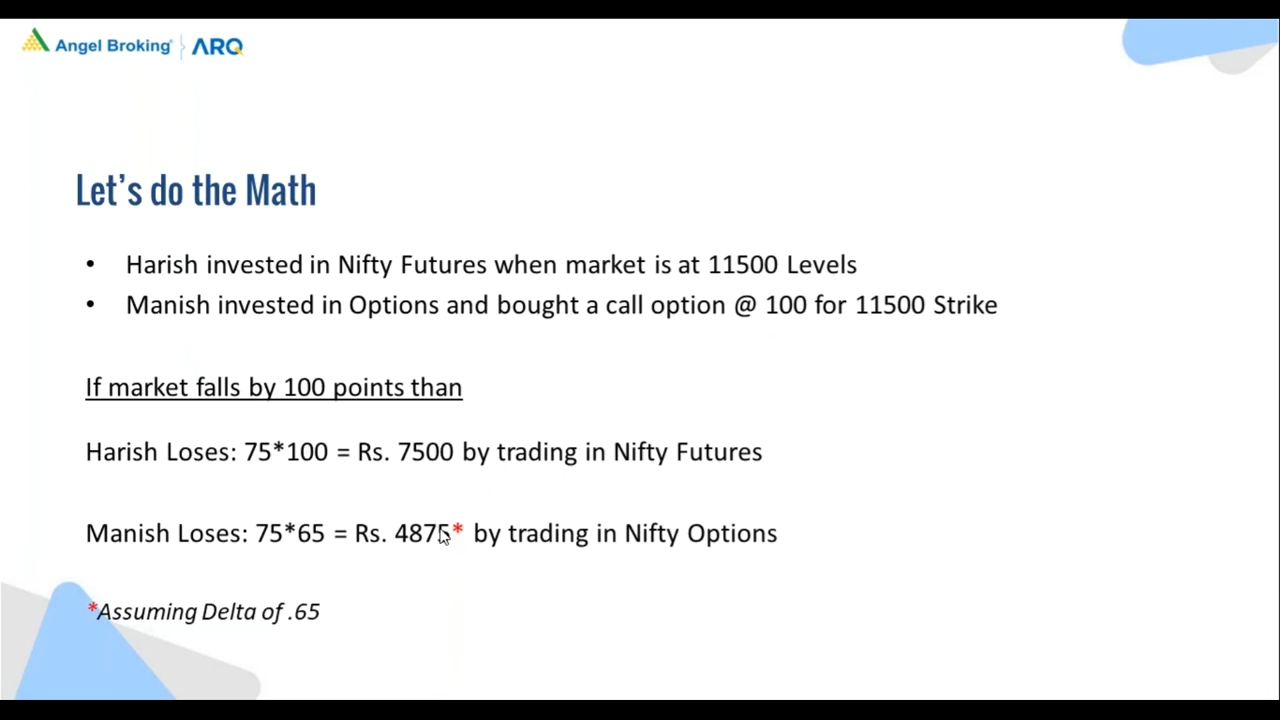 Angel Broking ARQ
Let's do the Math
• Harish invested in Nifty Futures when market is at 11500 Levels
• Manish invested in Options and bought a call option @ 100 for 11500 Strike
If market falls by 100 points than
Harish Loses: 75*100 = Rs. 7500 by trading in Nifty Futures
Manish Loses: 75*65 = Rs. 4875* by trading in Nifty Options
*Assuming Delta of .65